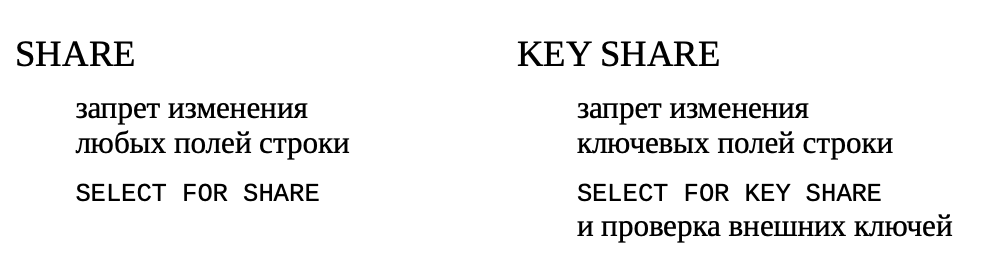 SHARE
запрет изменения
любых полей строки
SELECT FOR SHARE
KEY SHARE
запрет изменения
ключевых полей строки
SELECT FOR KEY SHARE
и проверка внешних ключей